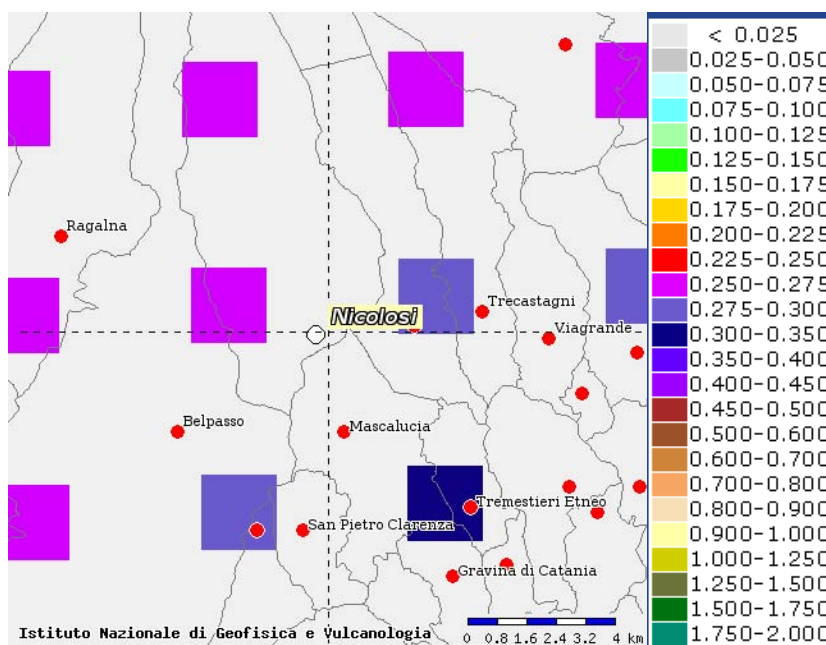 Ragalna
Nicolosi
Trecastagni
Viagrande
Belpasso
Mascalucia
Tremestieri Etneo
San Pietro Clarenza
Gravina di Catania
Istituto Nazionale di Geofisica e Vulcanologia
0 0.8 1.6 2.4 3.2 4 km
< 0.025
0.025-0.050
0.050-0.075
0.075-0.100
0.100-0.125
0.125-0.150
0.150-0.175
0.175-0.200
0.200-0.225
0.225-0.250
0.250-0.275
0.275-0.300
0.300-0.350
0.350-0.400
0.400-0.450
0.450-0.500
0.500-0.600
0.600-0.700
0.700-0.800
0.800-0.900
0.900-1.000
1.000-1.250
1.250-1.500
1.500-1.750
1.750-2.000